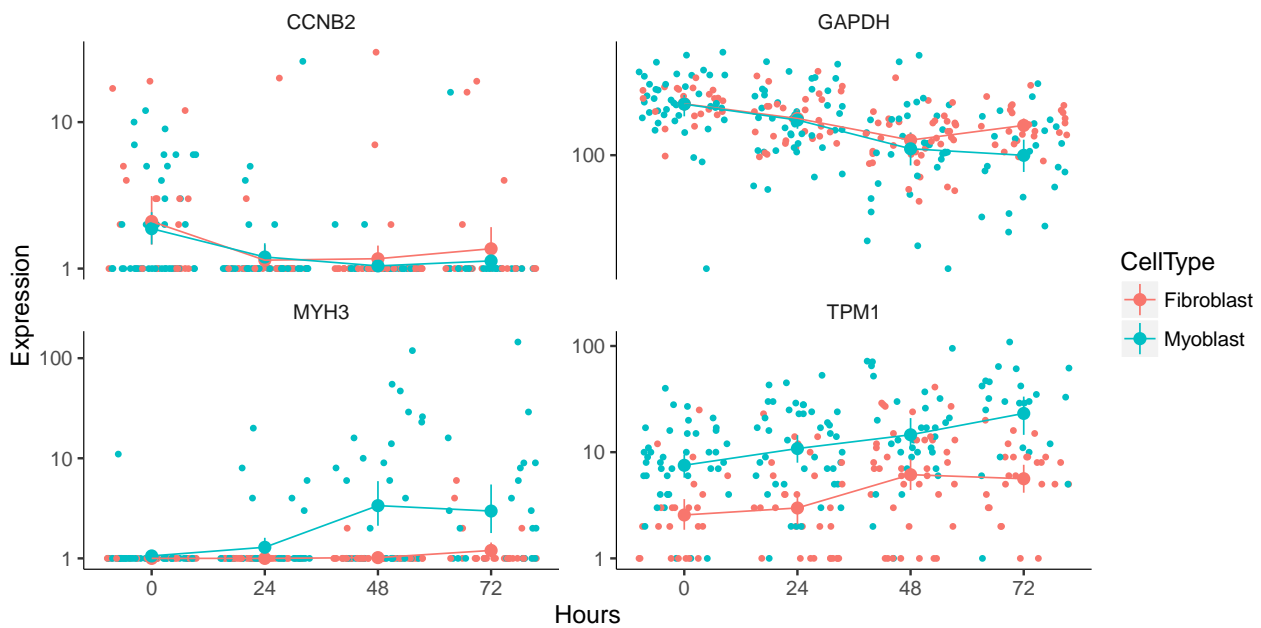 CCNB2
GAPDH
10
1
100
MYH3
TPM1
100
10
1
100
10
1
0 24 48 72
0 24 48 72
Hours
Expression
CellType
Fibroblast
Myoblast